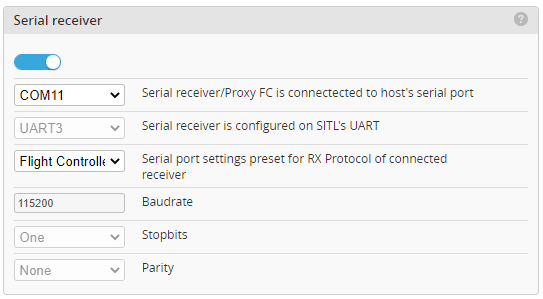 Serial receiver
?
COM11 Serial receiver/Proxy FC is connectected to host's serial port
UART3 Serial receiver is configured on SITL's UART
Flight Controlle Serial port settings preset for RX Protocol of connected
receiver
115200 Baudrate
One Stopbits
None Parity